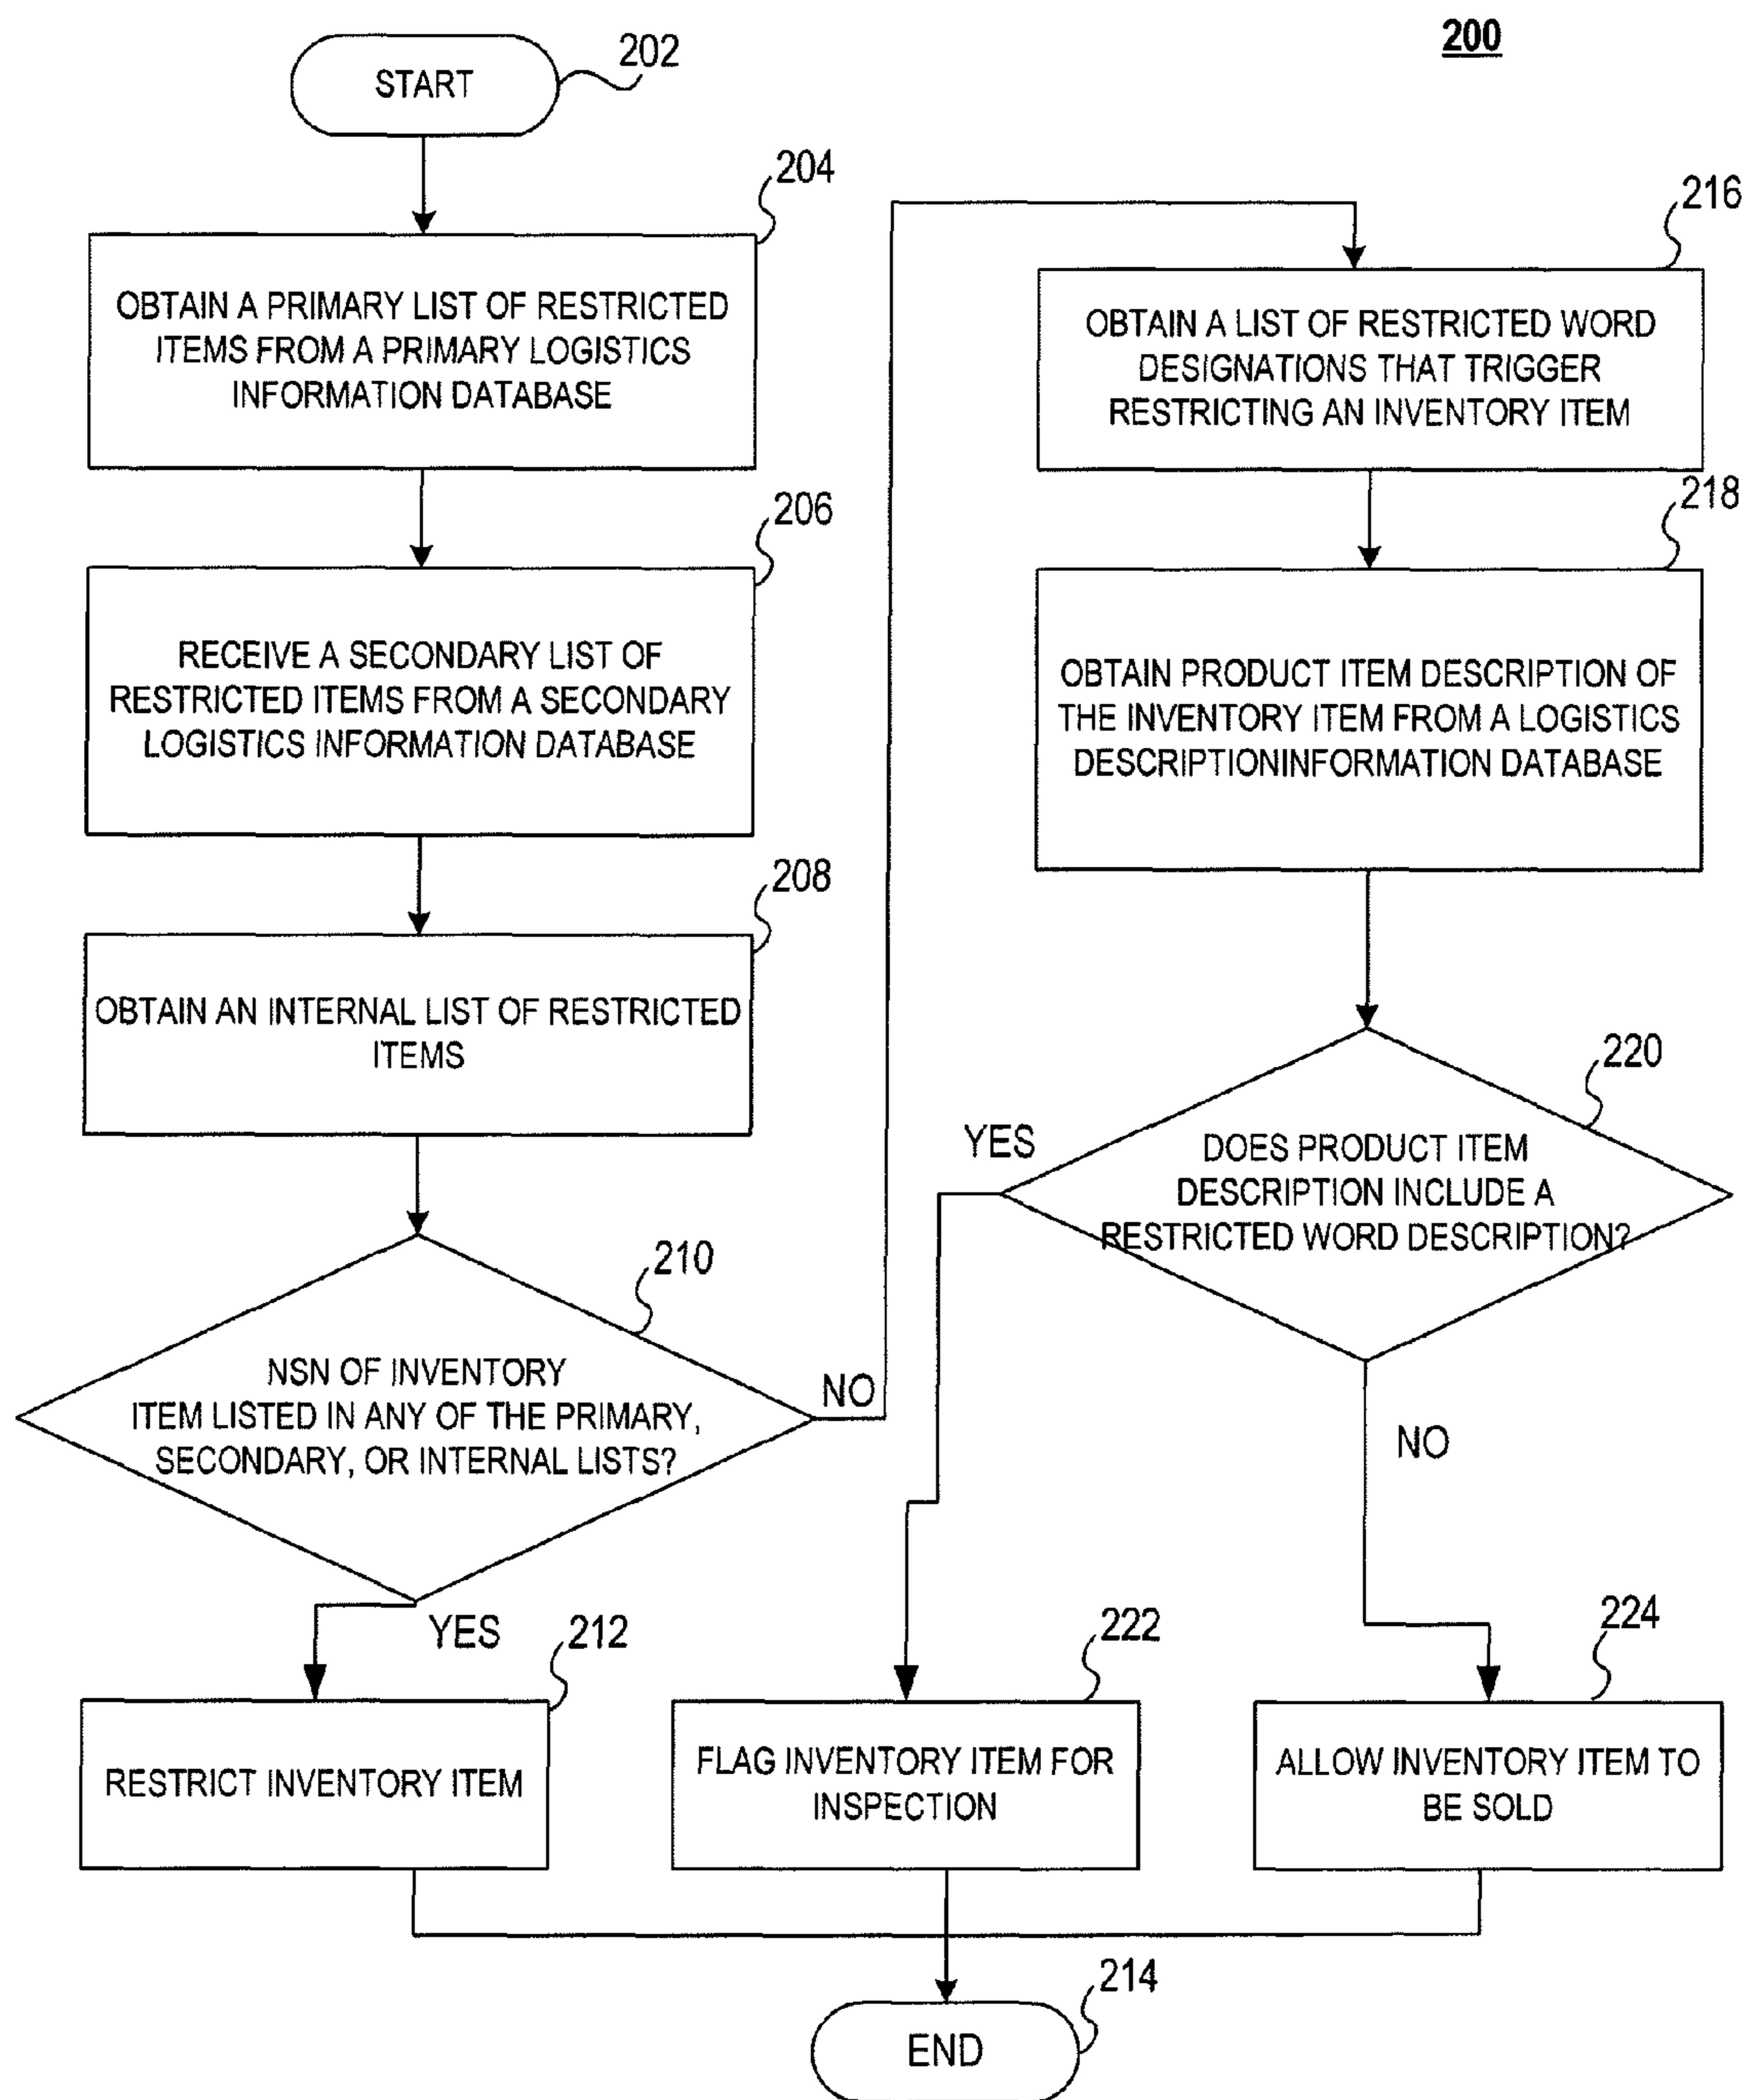 200
START
202
204
OBTAIN A PRIMARY LIST OF RESTRICTED
ITEMS FROM A PRIMARY LOGISTICS
INFORMATION DATABASE
206
RECEIVE A SECONDARY LIST OF
RESTRICTED ITEMS FROM A SECONDARY
LOGISTICS INFORMATION DATABASE
208
OBTAIN AN INTERNAL LIST OF RESTRICTED
ITEMS
210
NSN OF INVENTORY
ITEM LISTED IN ANY OF THE PRIMARY,
SECONDARY, OR INTERNAL LISTS?
NO
YES
212
RESTRICT INVENTORY ITEM
216
OBTAIN A LIST OF RESTRICTED WORD
DESIGNATIONS THAT TRIGGER
RESTRICTING AN INVENTORY ITEM
218
OBTAIN PRODUCT ITEM DESCRIPTION OF
THE INVENTORY ITEM FROM A LOGISTICS
DESCRIPTIONINFORMATION DATABASE
220
DOES PRODUCT ITEM
DESCRIPTION INCLUDE A
RESTRICTED WORD DESCRIPTION?
YES
NO
222
FLAG INVENTORY ITEM FOR
INSPECTION
224
ALLOW INVENTORY ITEM TO
BE SOLD
214
END